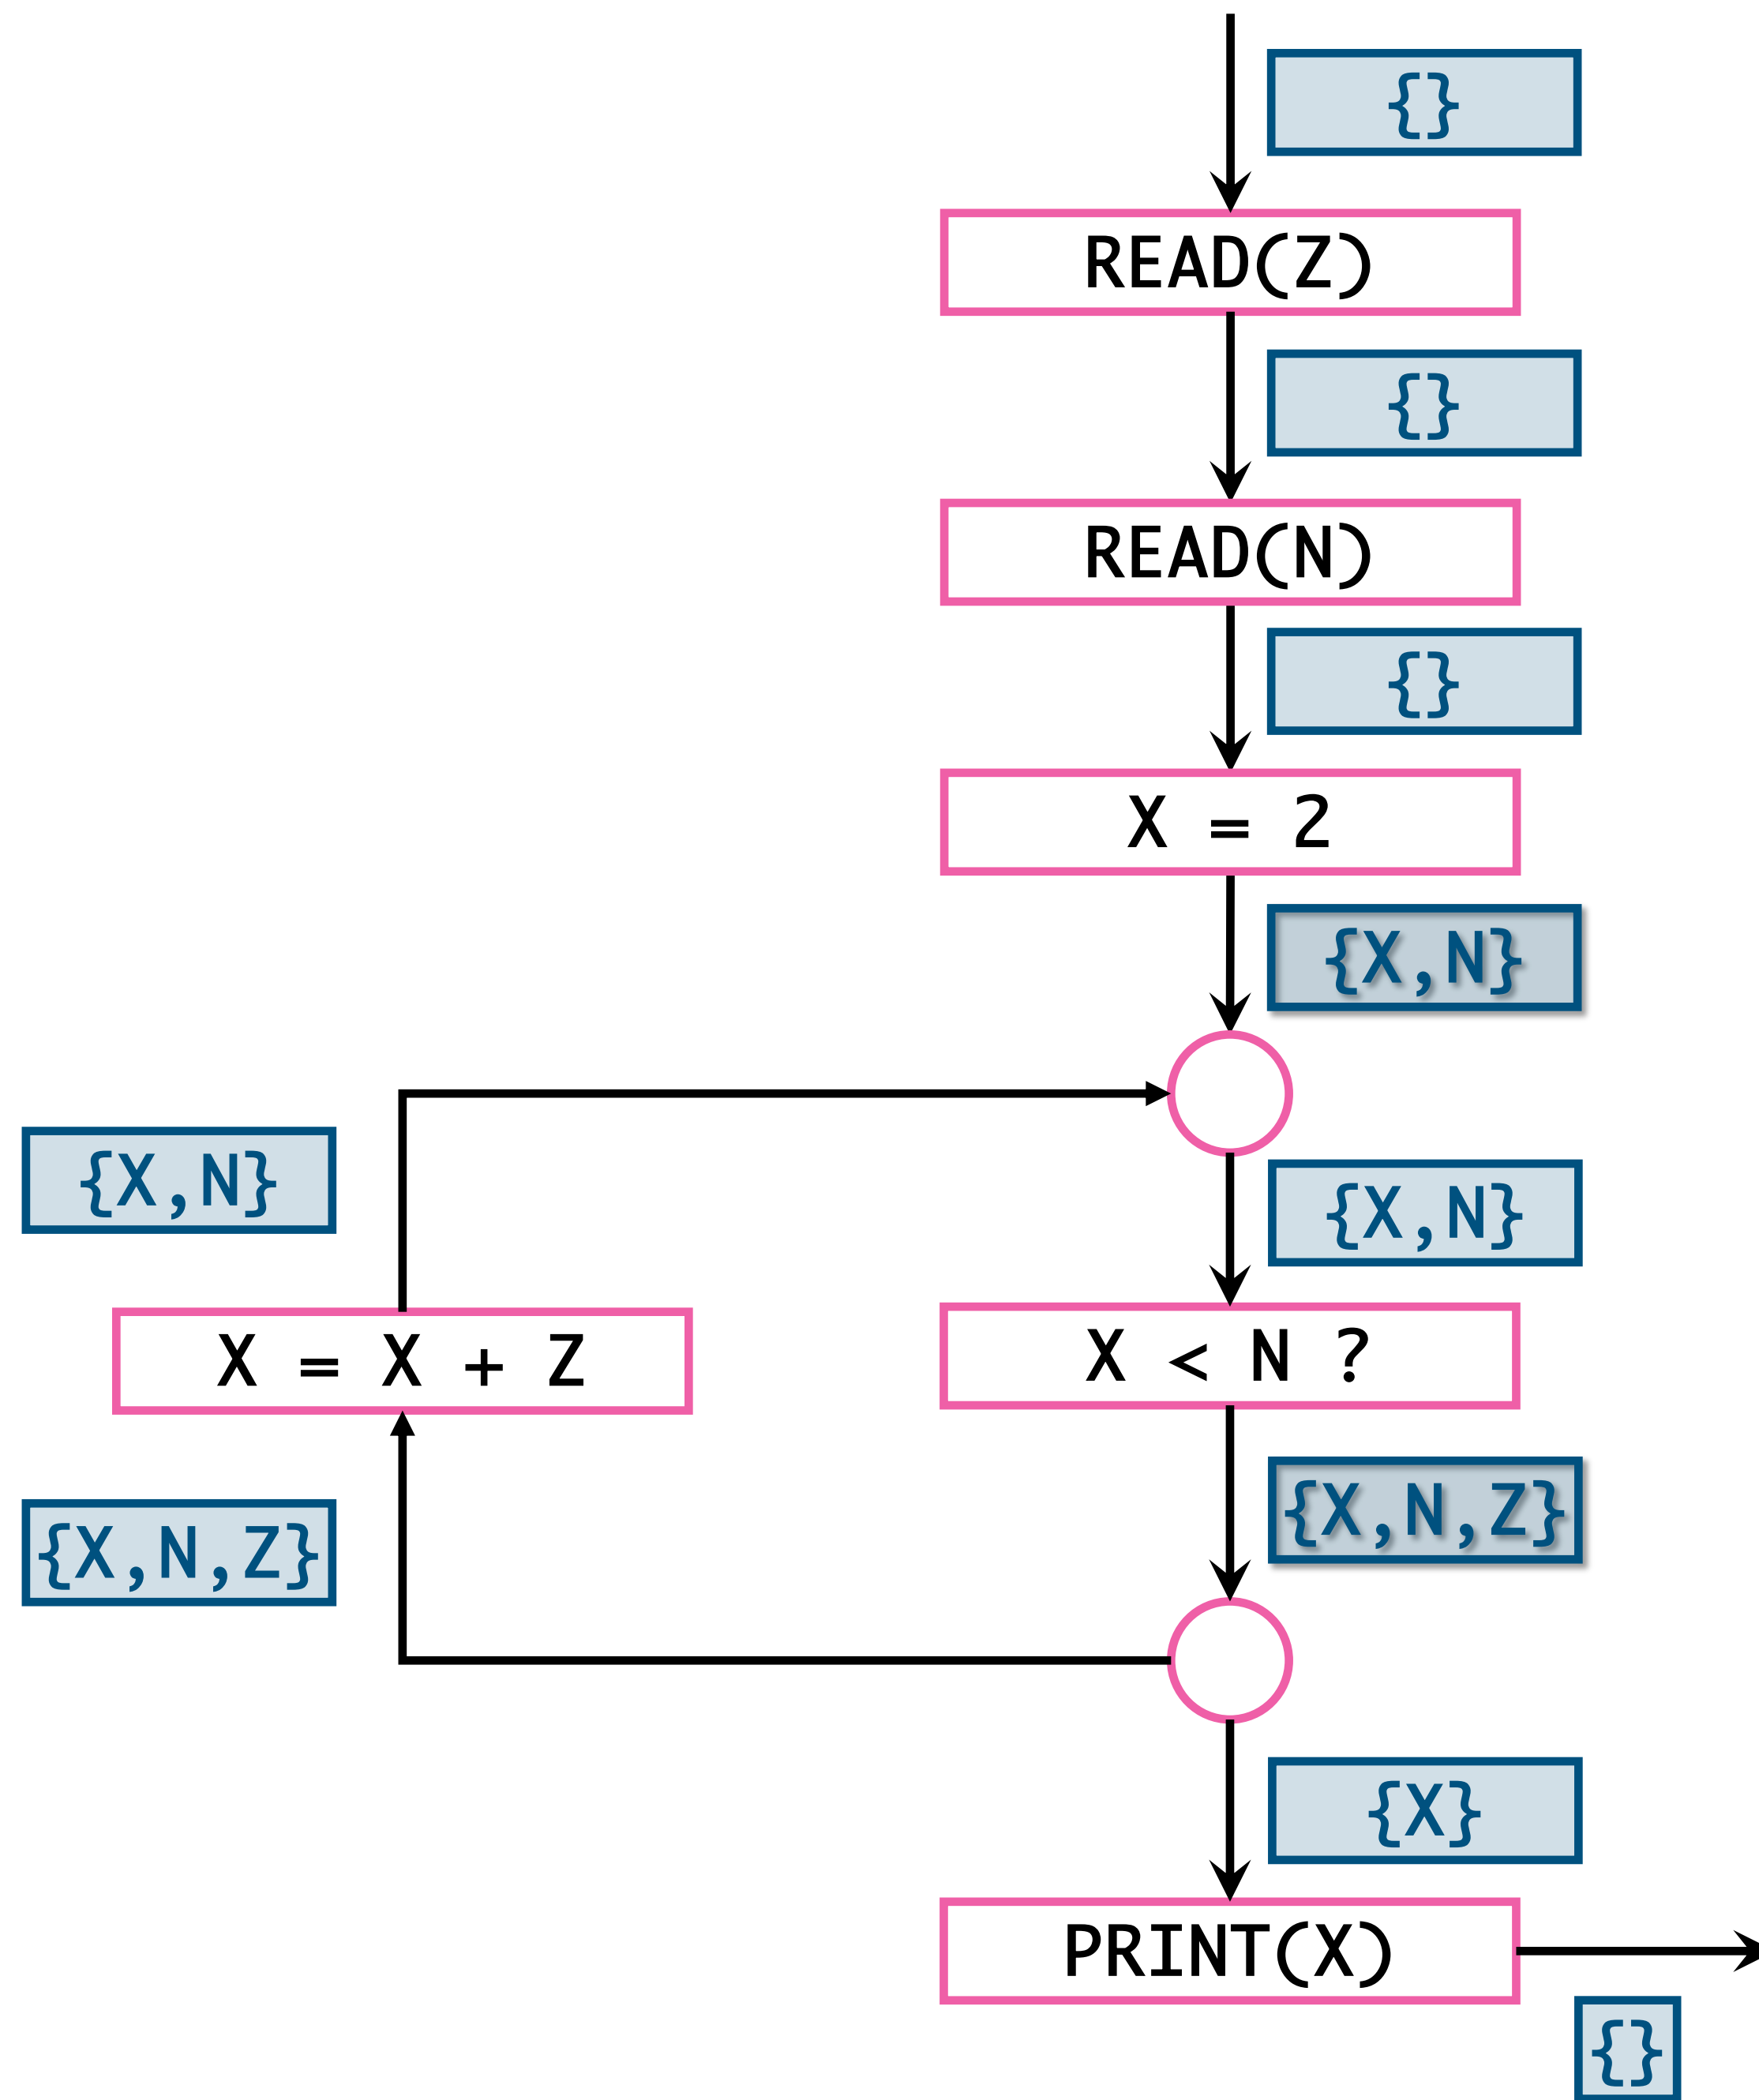 {}
READ(Z)
{}
READ(N)
{}
X = 2
{X,N}
{X,N}
{X,N}
X = X + Z
X < N ?
{X,N,Z}
{X,N,Z}
{X}
PRINT(X)
{}